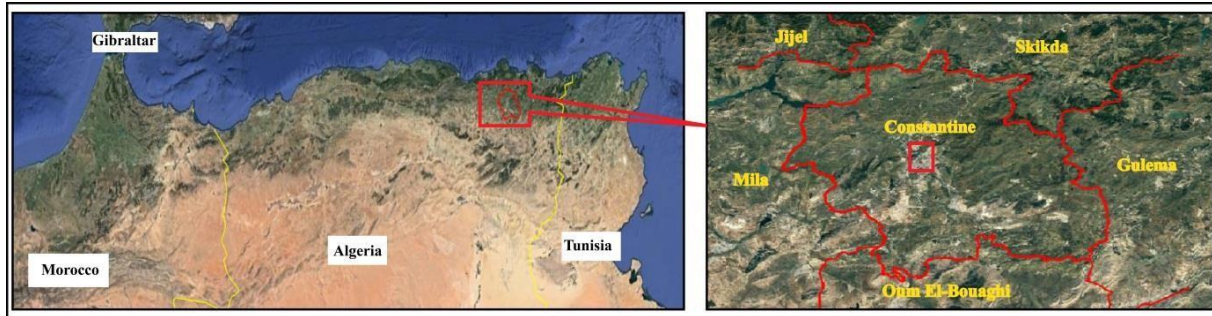 Gibraltar
Morocco
Algeria
Tunisia
Jijel
Skikda
Constantine
Mila
Gulema
Oum El-Bouaghi